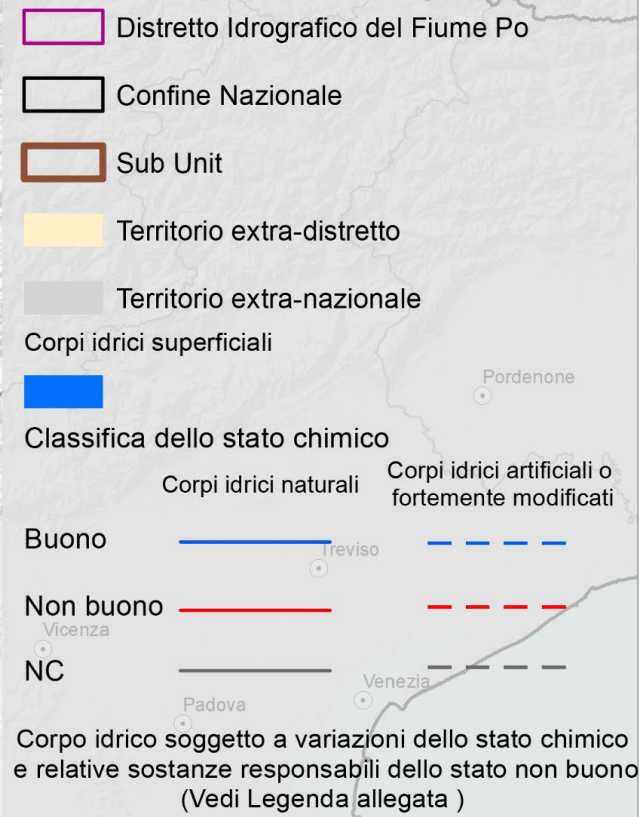 Distretto Idrografico del Fiume Po
Confine Nazionale
Sub Unit
Territorio extra-distretto
Territorio extra-nazionale
Corpi idrici superficiali
Pordenone
Classifica dello stato chimico
Corpi idrici naturali
Corpi idrici artificiali o
fortemente modificati
Buono
Treviso
Non buono
Vicenza
NC
Venezia
Padova
Corpo idrico soggetto a variazioni dello stato chimico
e relative sostanze responsabili dello stato non buono
(Vedi Legenda allegata )